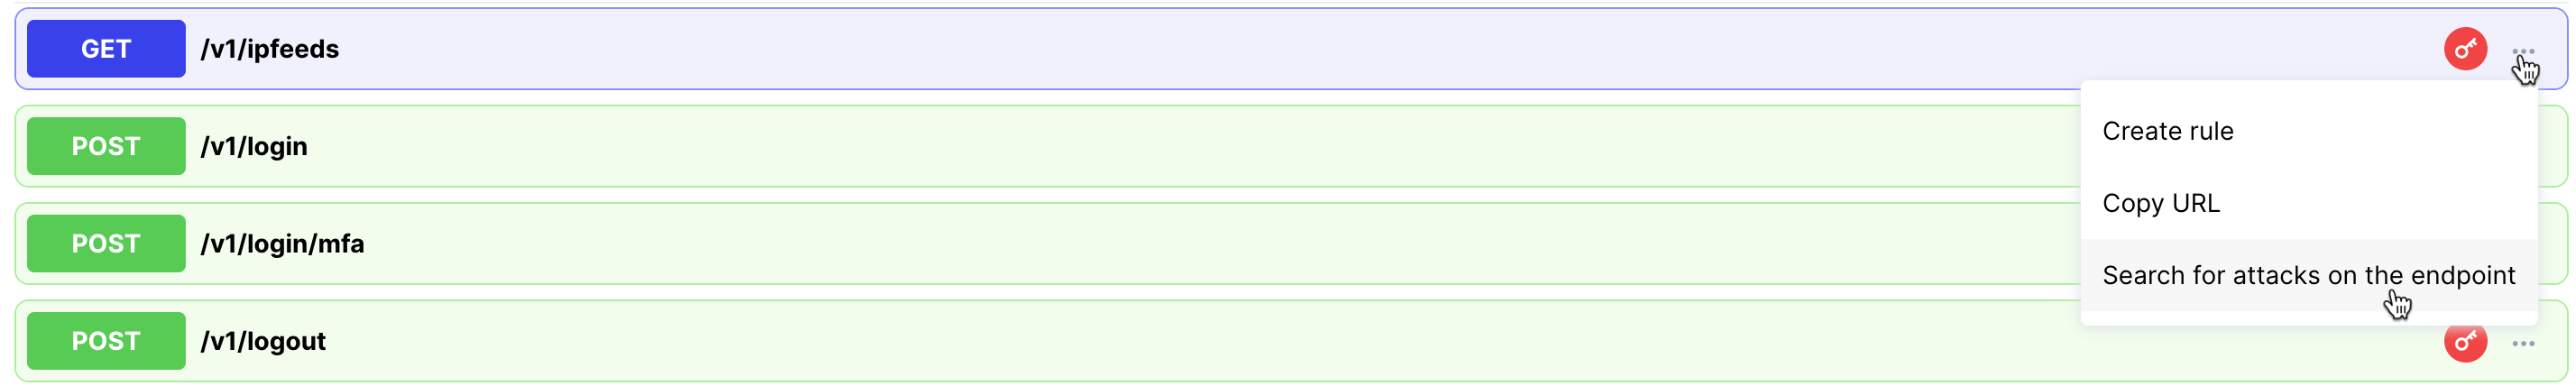 GET /v1/ipfeeds
POST /v1/login
POST /v1/login/mfa
POST /v1/logout
Create rule
Copy URL
Search for attacks on the endpoint